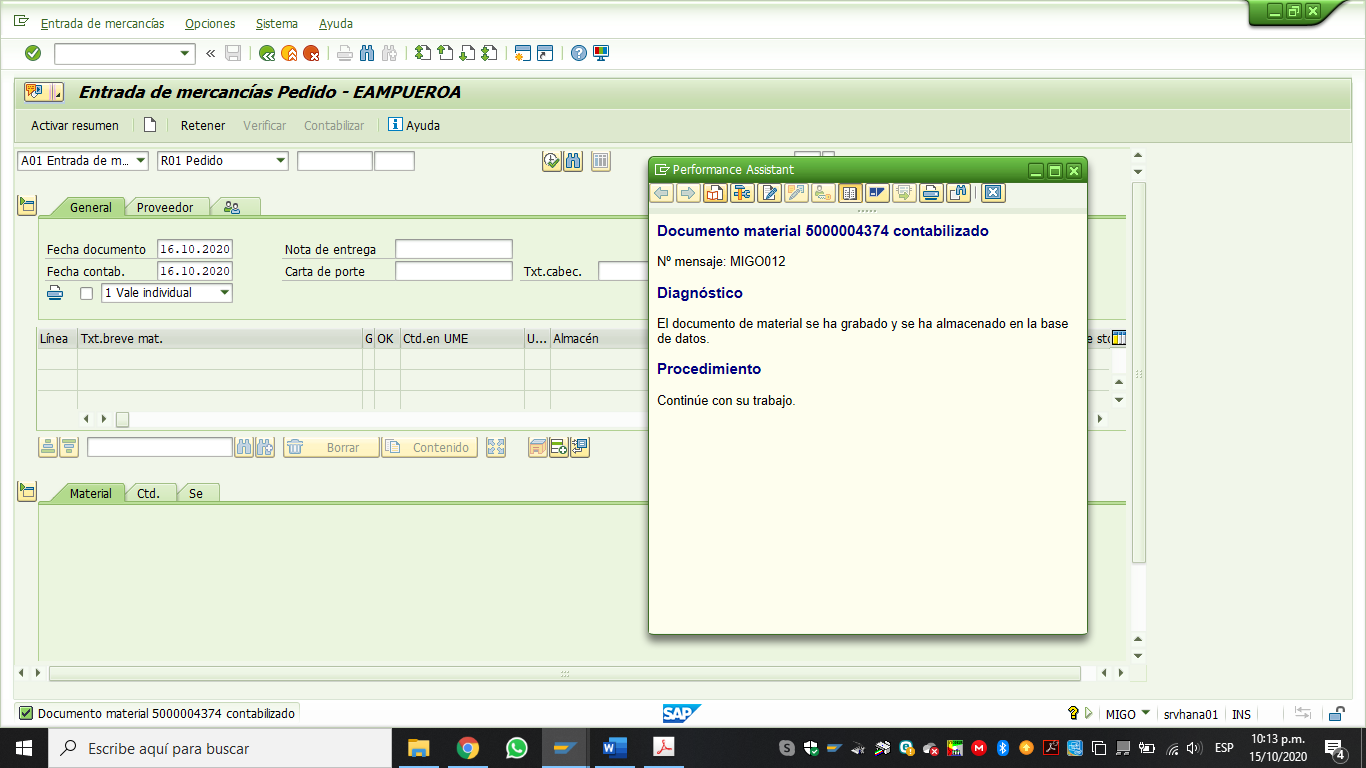 Entrada de mercancías Opciones Sistema Ayuda
Entrada de mercancías Pedido - EAMPUEROA
Activar resumen Retener Verificar Contabilizar Ayuda
A01 Entrada de m... R01 Pedido
General Proveedor
Fecha documento 16.10.2020 Nota de entrega
Fecha contab. 16.10.2020 Carta de porte Txt.cabec.
1 Vale individual
Línea Txt.breve mat. G OK Ctd.en UME U... Almacén e sto
Borrar Contenido
Material Ctd. Se
Performance Assistant
Documento material 5000004374 contabilizado
Nº mensaje: MIGO012
Diagnóstico
El documento de material se ha grabado y se ha almacenado en la base
de datos.
Procedimiento
Continúe con su trabajo.
Documento material 5000004374 contabilizado SAP MIGO srvhana01 INS
Escribe aquí para buscar ESP 10:13 p.m.
15/10/2020 4